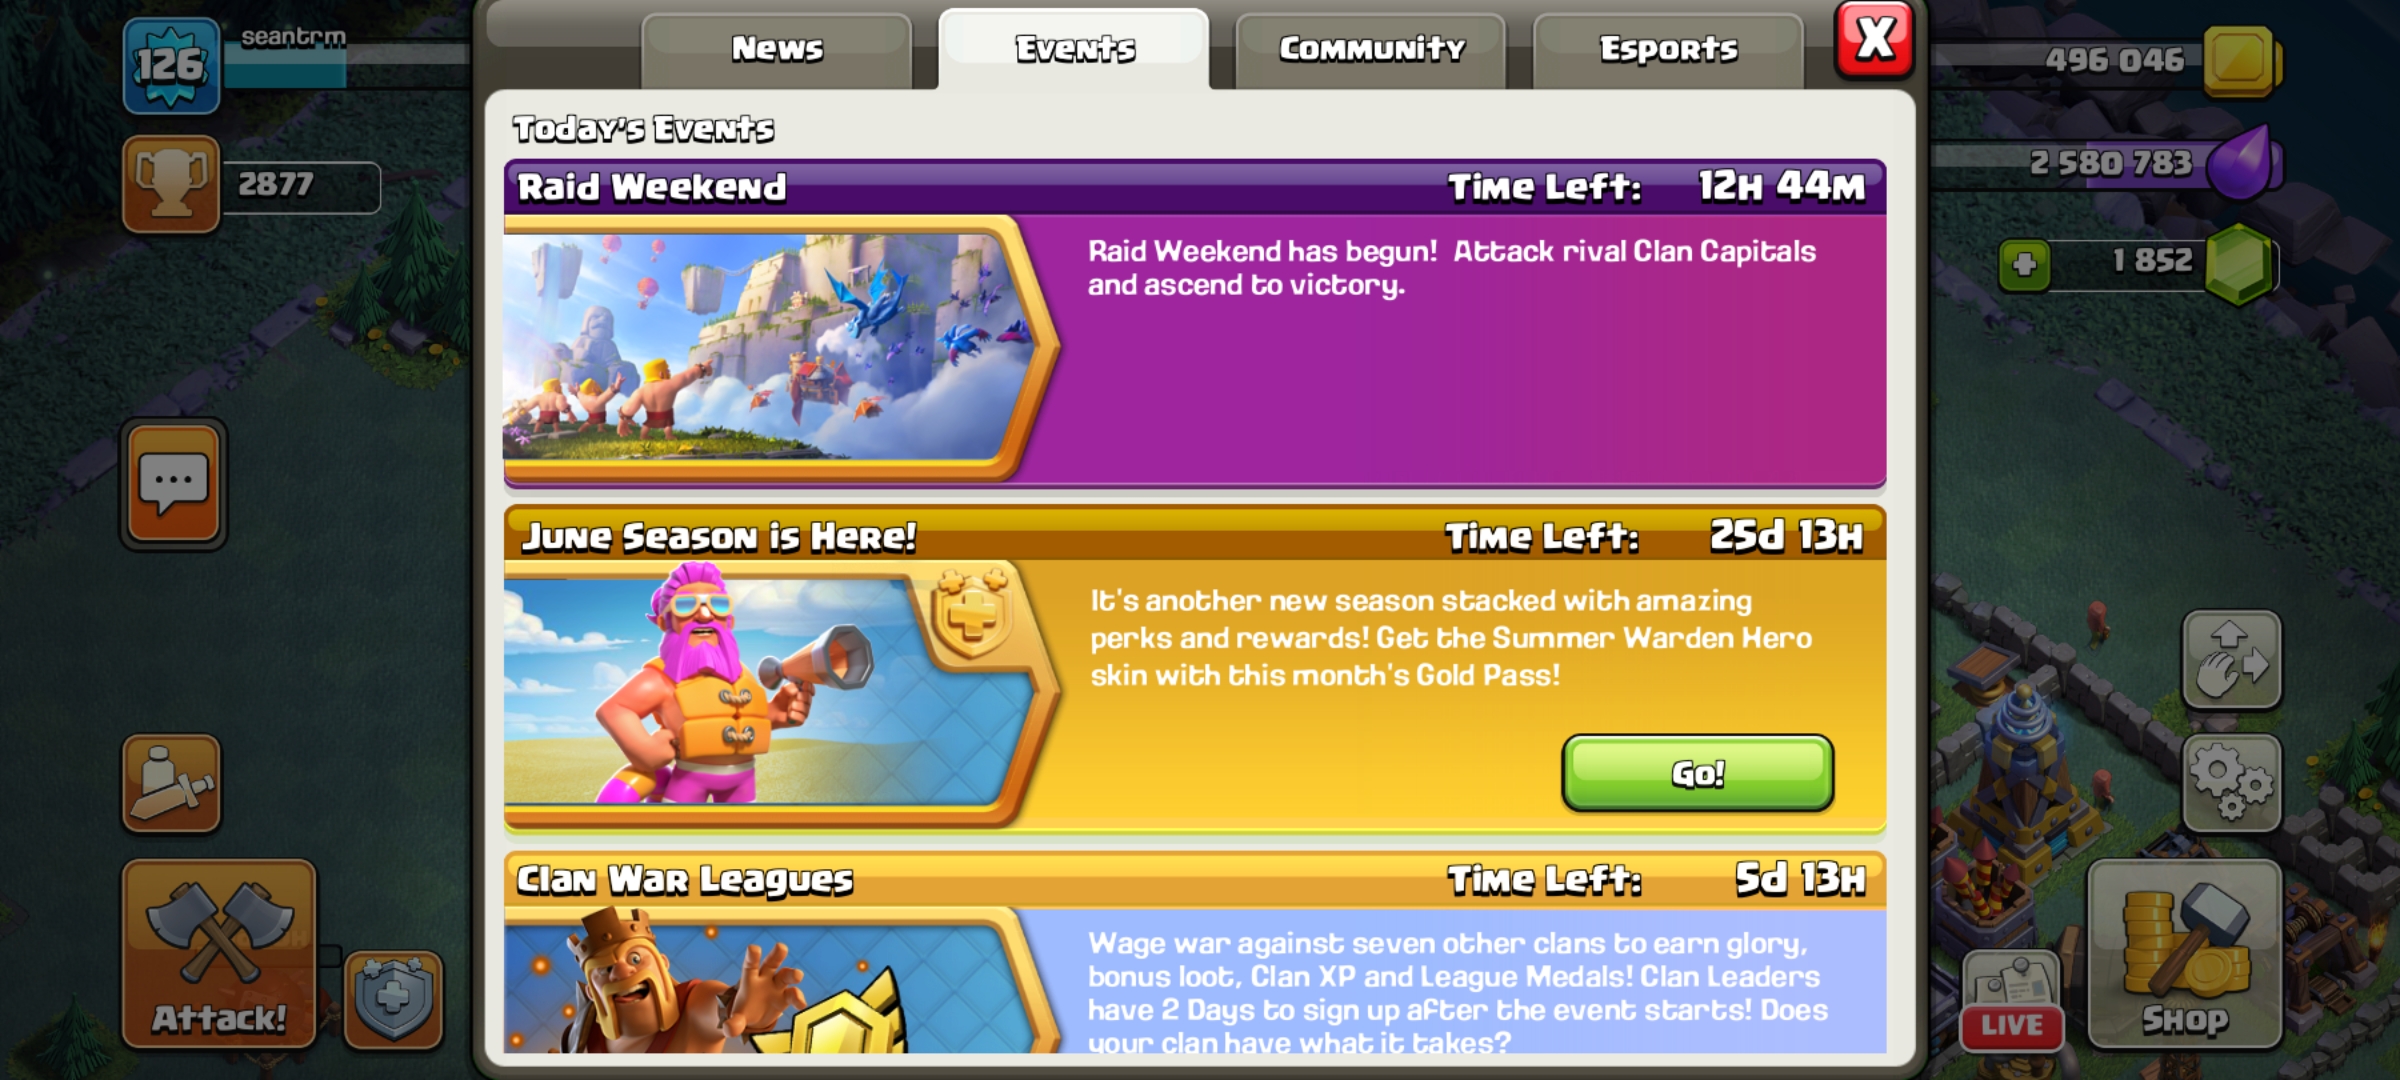 126
seantrm
2877
News
Events
Community
Esports
X
496 046
2 580 783
1 852
Today's Events
Raid Weekend
Time Left: 12H 44M
Raid Weekend has begun! Attack rival Clan Capitals
and ascend to victory.
June Season is Here!
Time Left: 25d 13H
It's another new season stacked with amazing
perks and rewards! Get the Summer Warden Hero
skin with this month's Gold Pass!
Go!
Clan War Leagues
Time Left: 5d 13H
Wage war against seven other clans to earn glory,
bonus loot, Clan XP and League Medals! Clan Leaders
have 2 Days to sign up after the event starts! Does
your clan have what it takes?
Attack!
LIVE
Shop